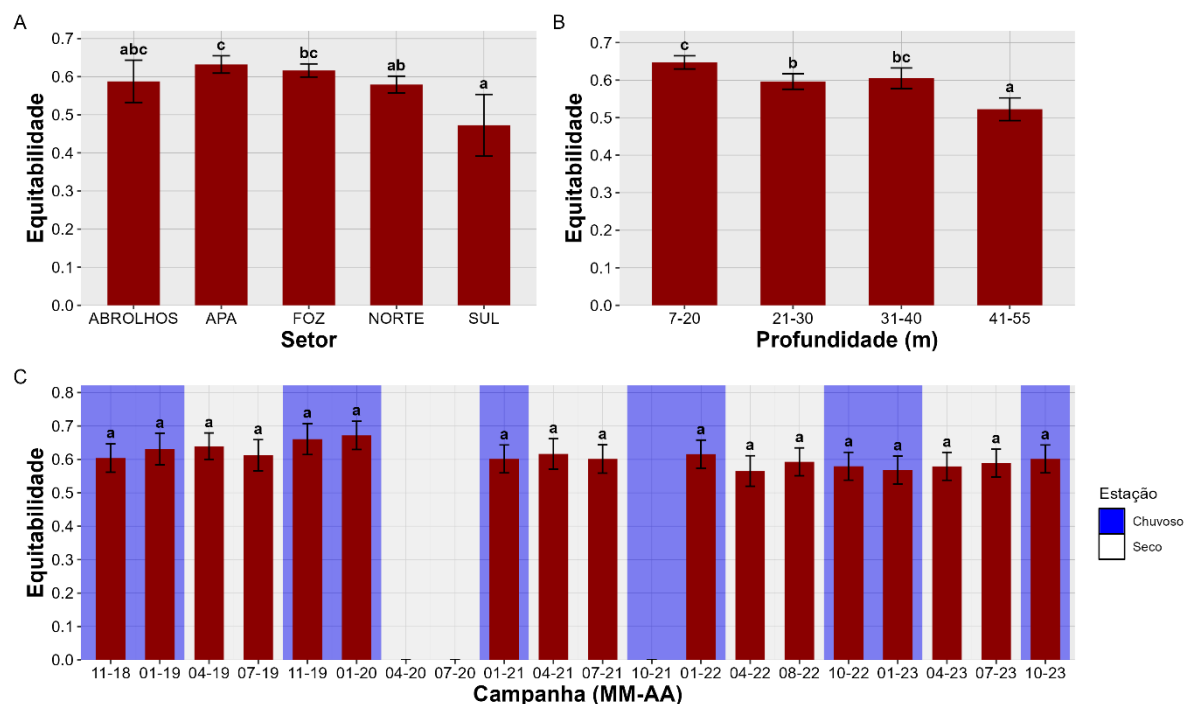 A
Equitabilidade
0.7
0.6
0.5
0.4
0.3
0.2
0.1
0.0
abc c bc ab a
ABROLHOS APA FOZ NORTE SUL
Setor
B
Equitabilidade
0.7
0.6
0.5
0.4
0.3
0.2
0.1
0.0
c b bc a
7-20 21-30 31-40 41-55
Profundidade (m)
C
Equitabilidade
0.8
0.7
0.6
0.5
0.4
0.3
0.2
0.1
0.0
a a a a a a a a a a a a a a a a a
11-18 01-19 04-19 07-19 11-19 01-20 04-20 07-20 01-21 04-21 07-21 10-21 01-22 04-22 08-22 10-22 01-23 04-23 07-23 10-23
Campanha (MM-AA)
Estação
Chuvoso
Seco